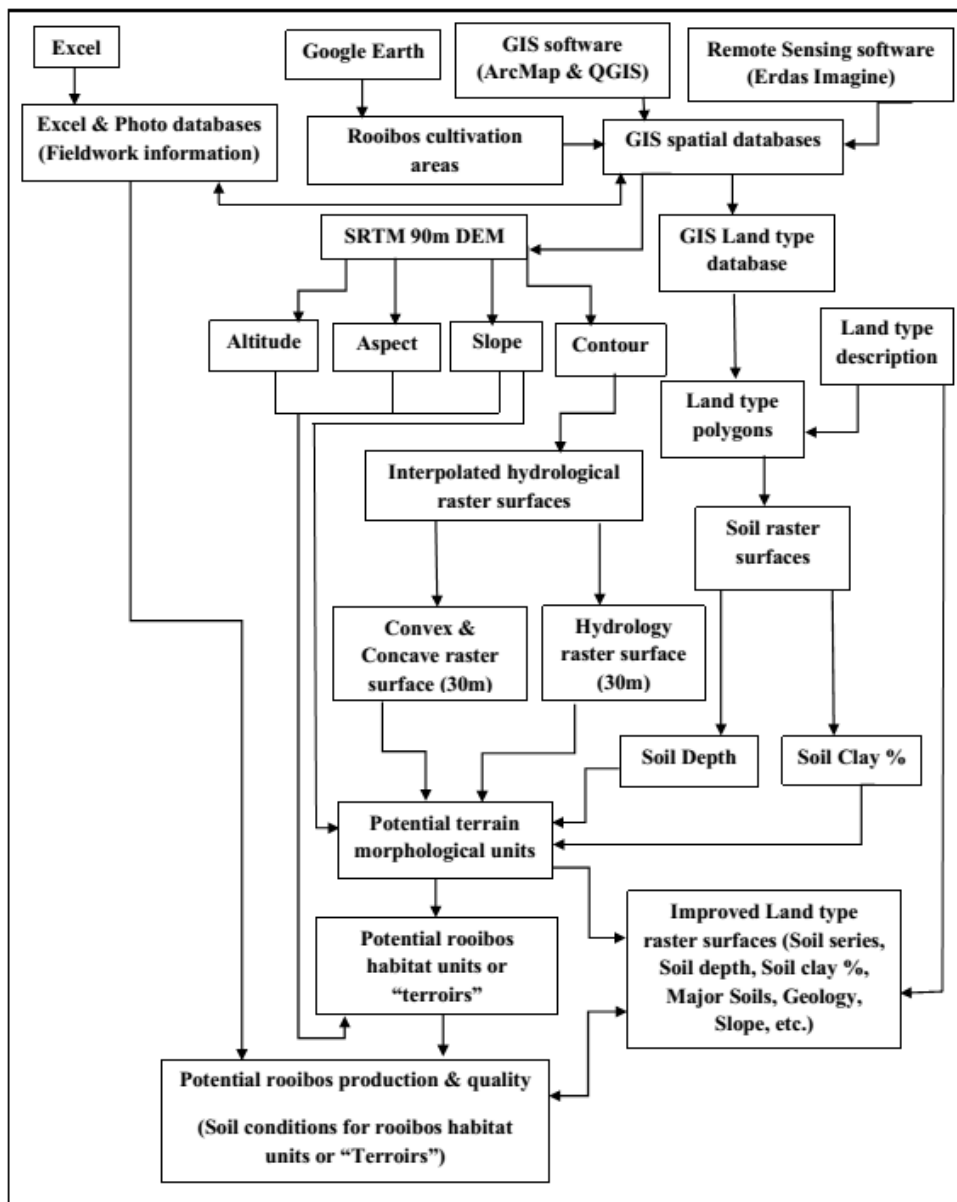 Excel
Google Earth
GIS software
(ArcMap & QGIS)
Remote Sensing software
(Erdas Imagine)
Excel & Photo databases
(Fieldwork information)
Rooibos cultivation
areas
GIS spatial databases
SRTM 90m DEM
GIS Land type
database
Altitude
Aspect
Slope
Contour
Land type
description
Land type
polygons
Interpolated hydrological
raster surfaces
Soil raster
surfaces
Convex &
Concave raster
surface (30m)
Hydrology
raster surface
(30m)
Soil Depth
Soil Clay %
Potential terrain
morphological units
Potential rooibos
habitat units or
“terroirs”
Improved Land type
raster surfaces (Soil series,
Soil depth, Soil clay %,
Major Soils, Geology,
Slope, etc.)
Potential rooibos production & quality
(Soil conditions for rooibos habitat
units or “Terroirs”)